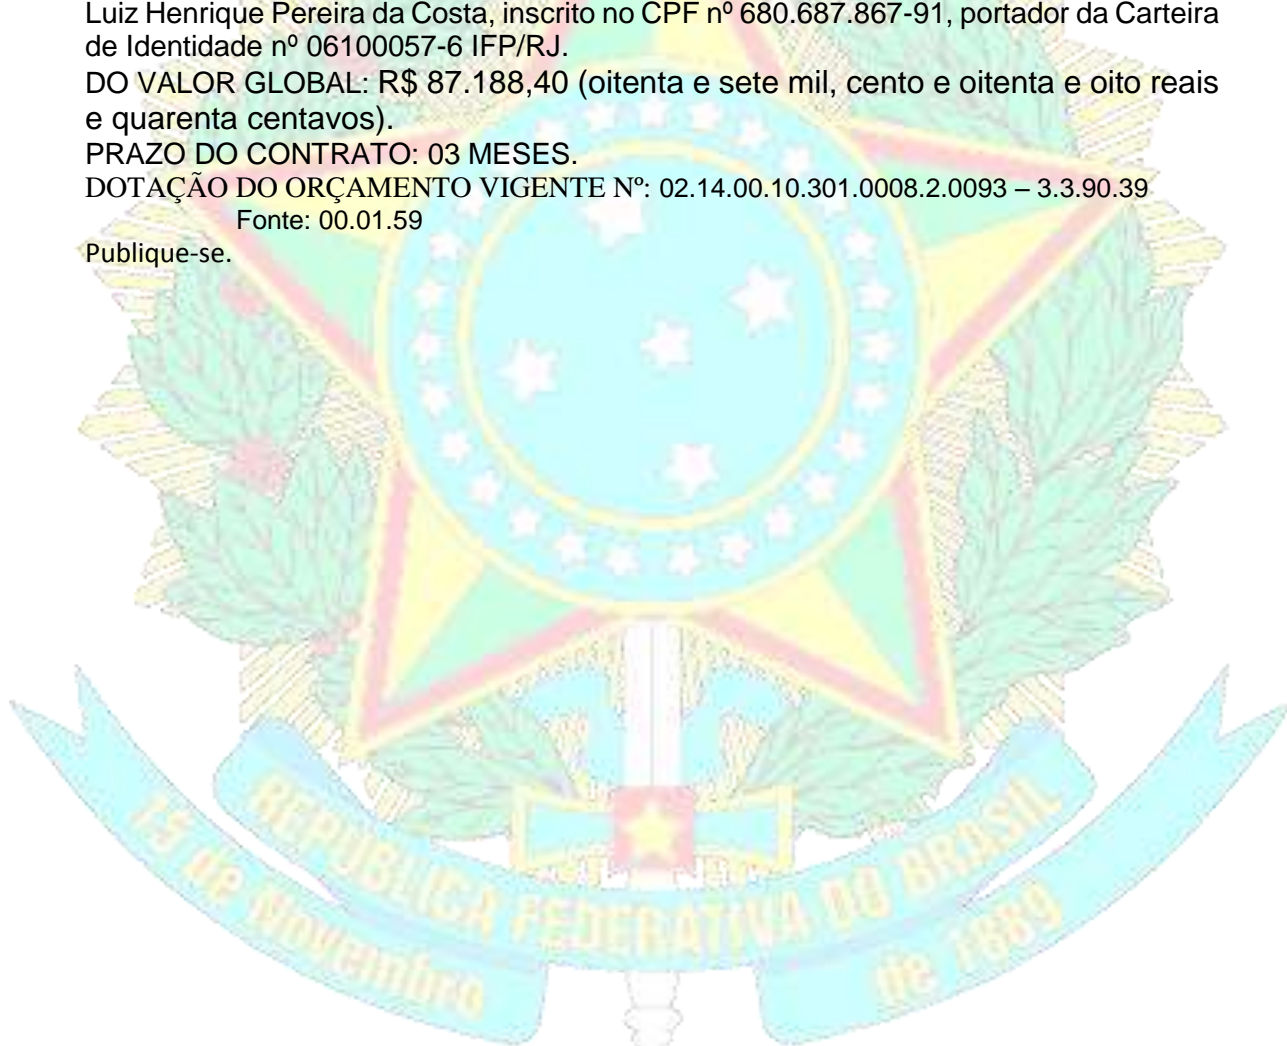 Luiz Henrique Pereira da Costa, inscrito no CPF nº 680.687.867-91, portador da Carteira
de Identidade nº 06100057-6 IFP/RJ.
DO VALOR GLOBAL: R$ 87.188,40 (oitenta e sete mil, cento e oitenta e oito reais
e quarenta centavos).
PRAZO DO CONTRATO: 03 MESES.
DOTAÇÃO DO ORÇAMENTO VIGENTE Nº: 02.14.00.10.301.0008.2.0093 – 3.3.90.39
Fonte: 00.01.59
Publique-se.
REPÚBLICA FEDERATIVA DO BRASIL
15 de Novembro de 1889